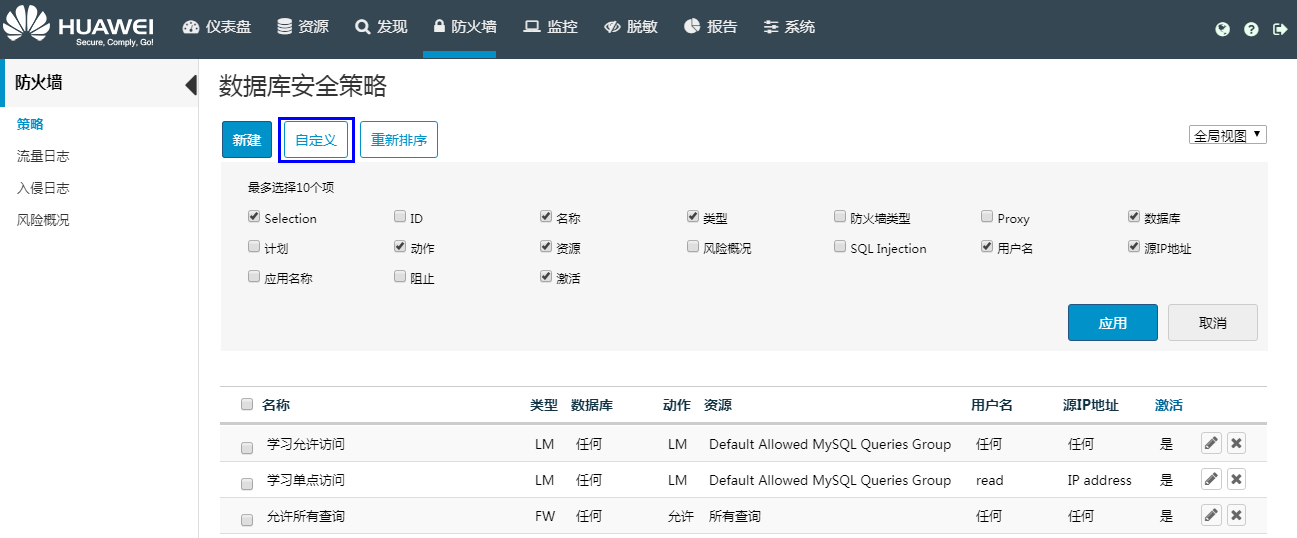 HUAWEI
Secure, Comply, Go!
仪表盘 资源 发现 防火墙 监控 脱敏 报告 系统
防火墙
策略
流量日志
入侵日志
风险概况
数据库安全策略
新建 自定义 重新排序 全局视图
最多选择10个项
Selection ID 名称 类型 防火墙类型 Proxy 数据库
计划 动作 资源 风险概况 SQL Injection 用户名 源IP地址
应用名称 阻止 激活
应用 取消
名称 类型 数据库 动作 资源 用户名 源IP地址 激活
学习允许访问 LM 任何 LM Default Allowed MySQL Queries Group 任何 任何 是
学习单点访问 LM 任何 LM Default Allowed MySQL Queries Group read IP address 是
允许所有查询 FW 任何 允许 所有查询 任何 任何 是